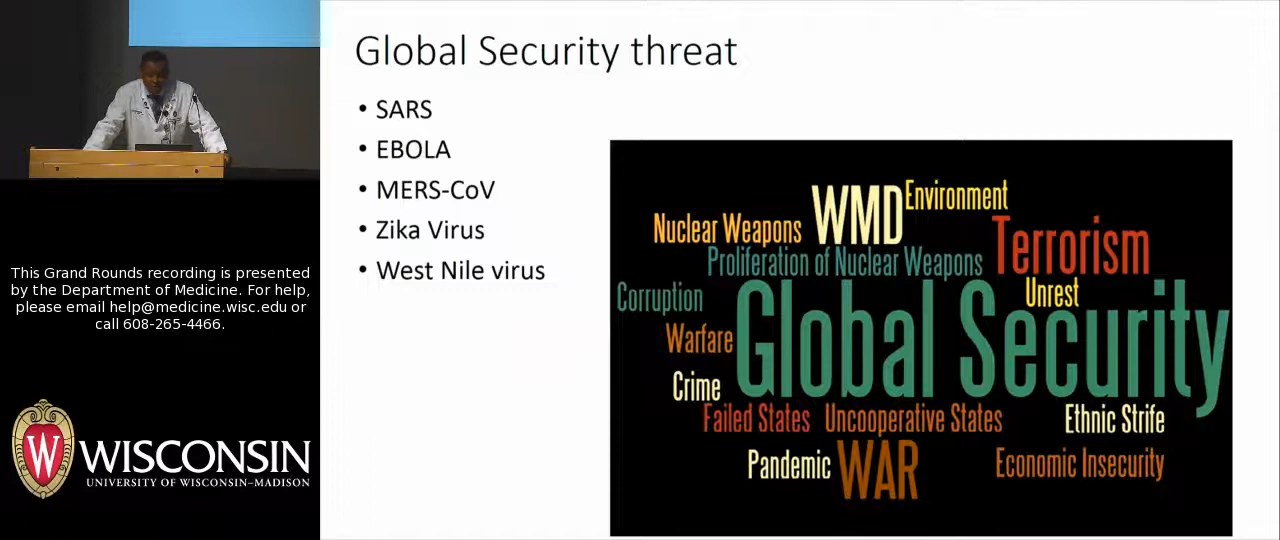 Global Security threat
• SARS
• EBOLA
• MERS-CoV
• Zika Virus
• West Nile virus
WMD
Environment
Nuclear Weapons
Terrorism
Proliferation of Nuclear Weapons
Unrest
Corruption
Global Security
Warfare
Crime
Failed States
Uncooperative States
Ethnic Strife
Pandemic
WAR
Economic Insecurity
This Grand Rounds recording is presented
by the Department of Medicine. For help,
please email help@medicine.wisc.edu or
call 608-265-4466.
W
WISCONSIN
UNIVERSITY OF WISCONSIN–MADISON